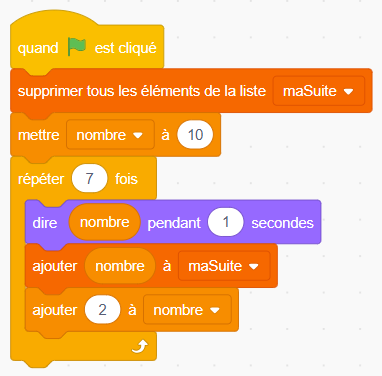 quand est cliqué
supprimer tous les éléments de la liste maSuite
mettre nombre à 10
répéter 7 fois
dire nombre pendant 1 secondes
ajouter nombre à maSuite
ajouter 2 à nombre